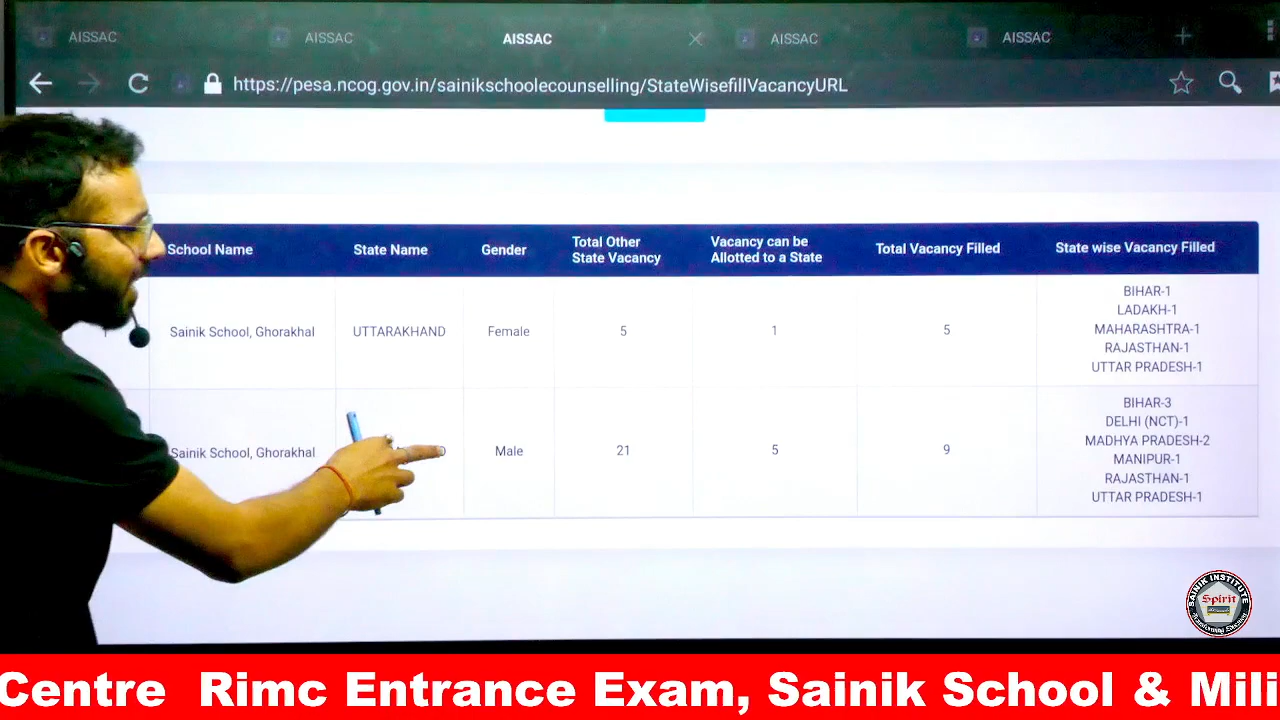 AISSAC
AISSAC
AISSAC
AISSAC
AISSAC
https://pesa.ncog.gov.in/sainikschoolecounselling/StateWisefillVacancyURL
School Name
State Name
Gender
Total Other
State Vacancy
Vacancy can be
Allotted to a State
Total Vacancy Filled
State wise Vacancy Filled
Sainik School, Ghorakhal
UTTARAKHAND
Female
5
1
5
BIHAR-1
LADAKH-1
MAHARASHTRA-1
RAJASTHAN-1
UTTAR PRADESH-1
Sainik School, Ghorakhal
Male
21
5
9
BIHAR-3
DELHI (NCT)-1
MADHYA PRADESH-2
MANIPUR-1
RAJASTHAN-1
UTTAR PRADESH-1
SAINIK INSTITUTE
Spirit
Centre Rimc Entrance Exam, Sainik School & Mili